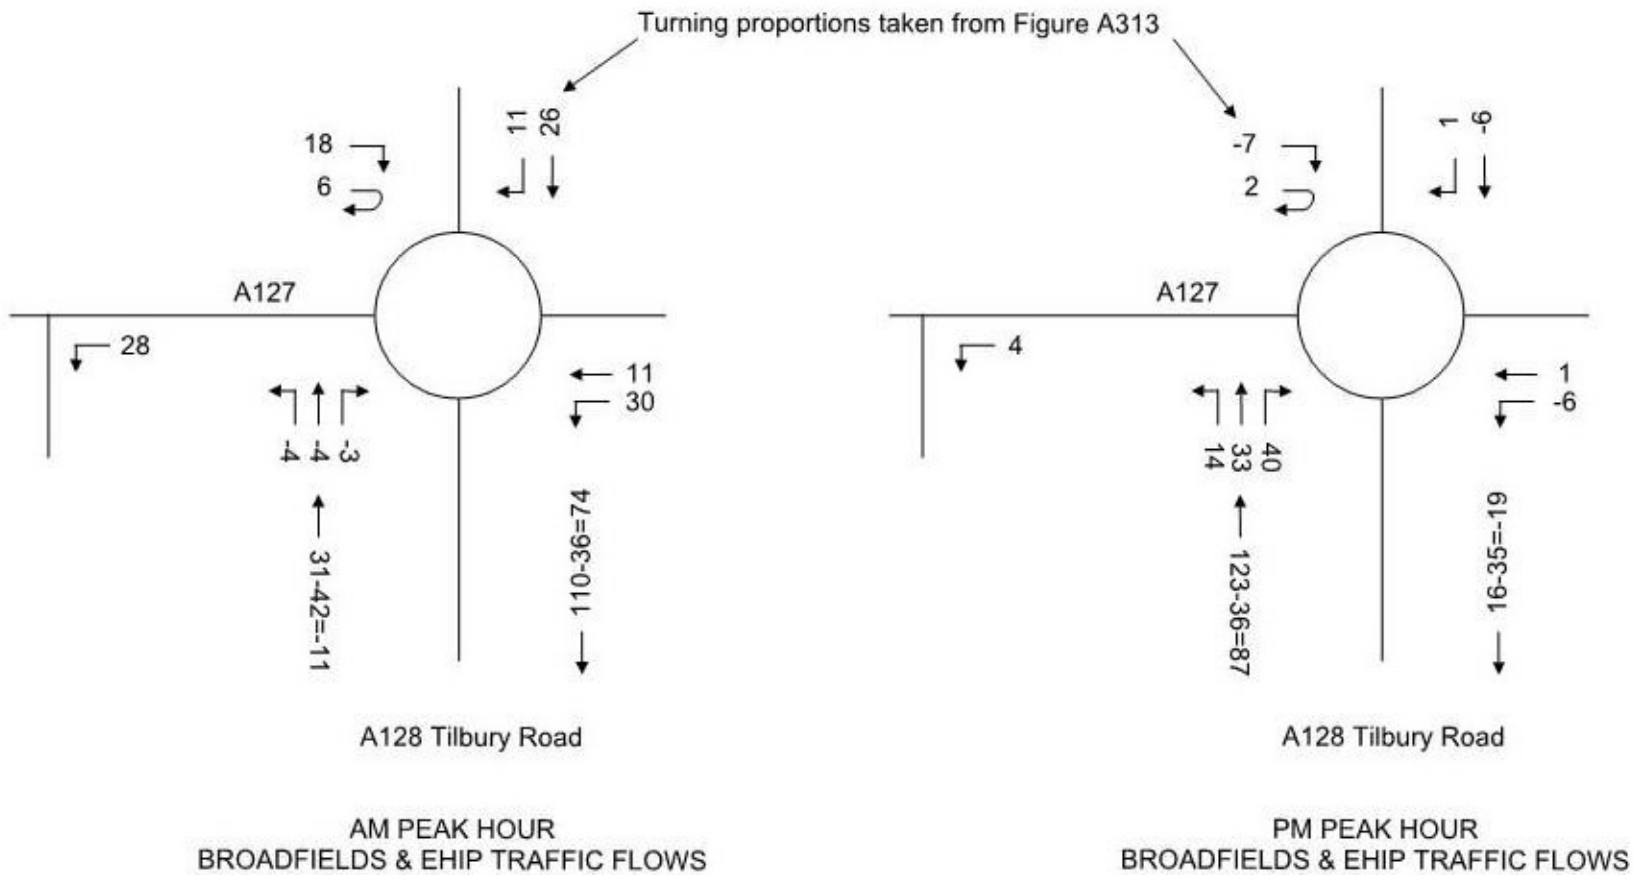 Turning proportions taken from Figure A313
18
6
11
26
A127
28
11
30
-4
-4
-3
31-42=-11
110-36=74
A128 Tilbury Road
AM PEAK HOUR
BROADFIELDS & EHIP TRAFFIC FLOWS
-7
2
1
-6
A127
4
1
-6
14
33
40
123-36=87
16-35=-19
A128 Tilbury Road
PM PEAK HOUR
BROADFIELDS & EHIP TRAFFIC FLOWS